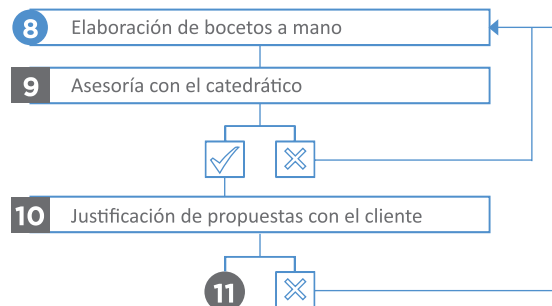 8 Elaboración de bocetos a mano
9 Asesoría con el catedrático
10 Justificación de propuestas con el cliente
11